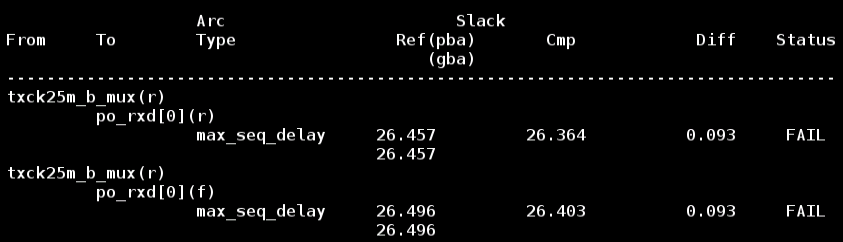 Arc Slack
From To Type Ref(pba) Cmp Diff Status
(gba)
--------------------------------------------------------------------------------
txck25m_b_mux(r)
po_rxd[0](r)
max_seq_delay 26.457 26.364 0.093 FAIL
26.457
txck25m_b_mux(r)
po_rxd[0](f)
max_seq_delay 26.496 26.403 0.093 FAIL
26.496